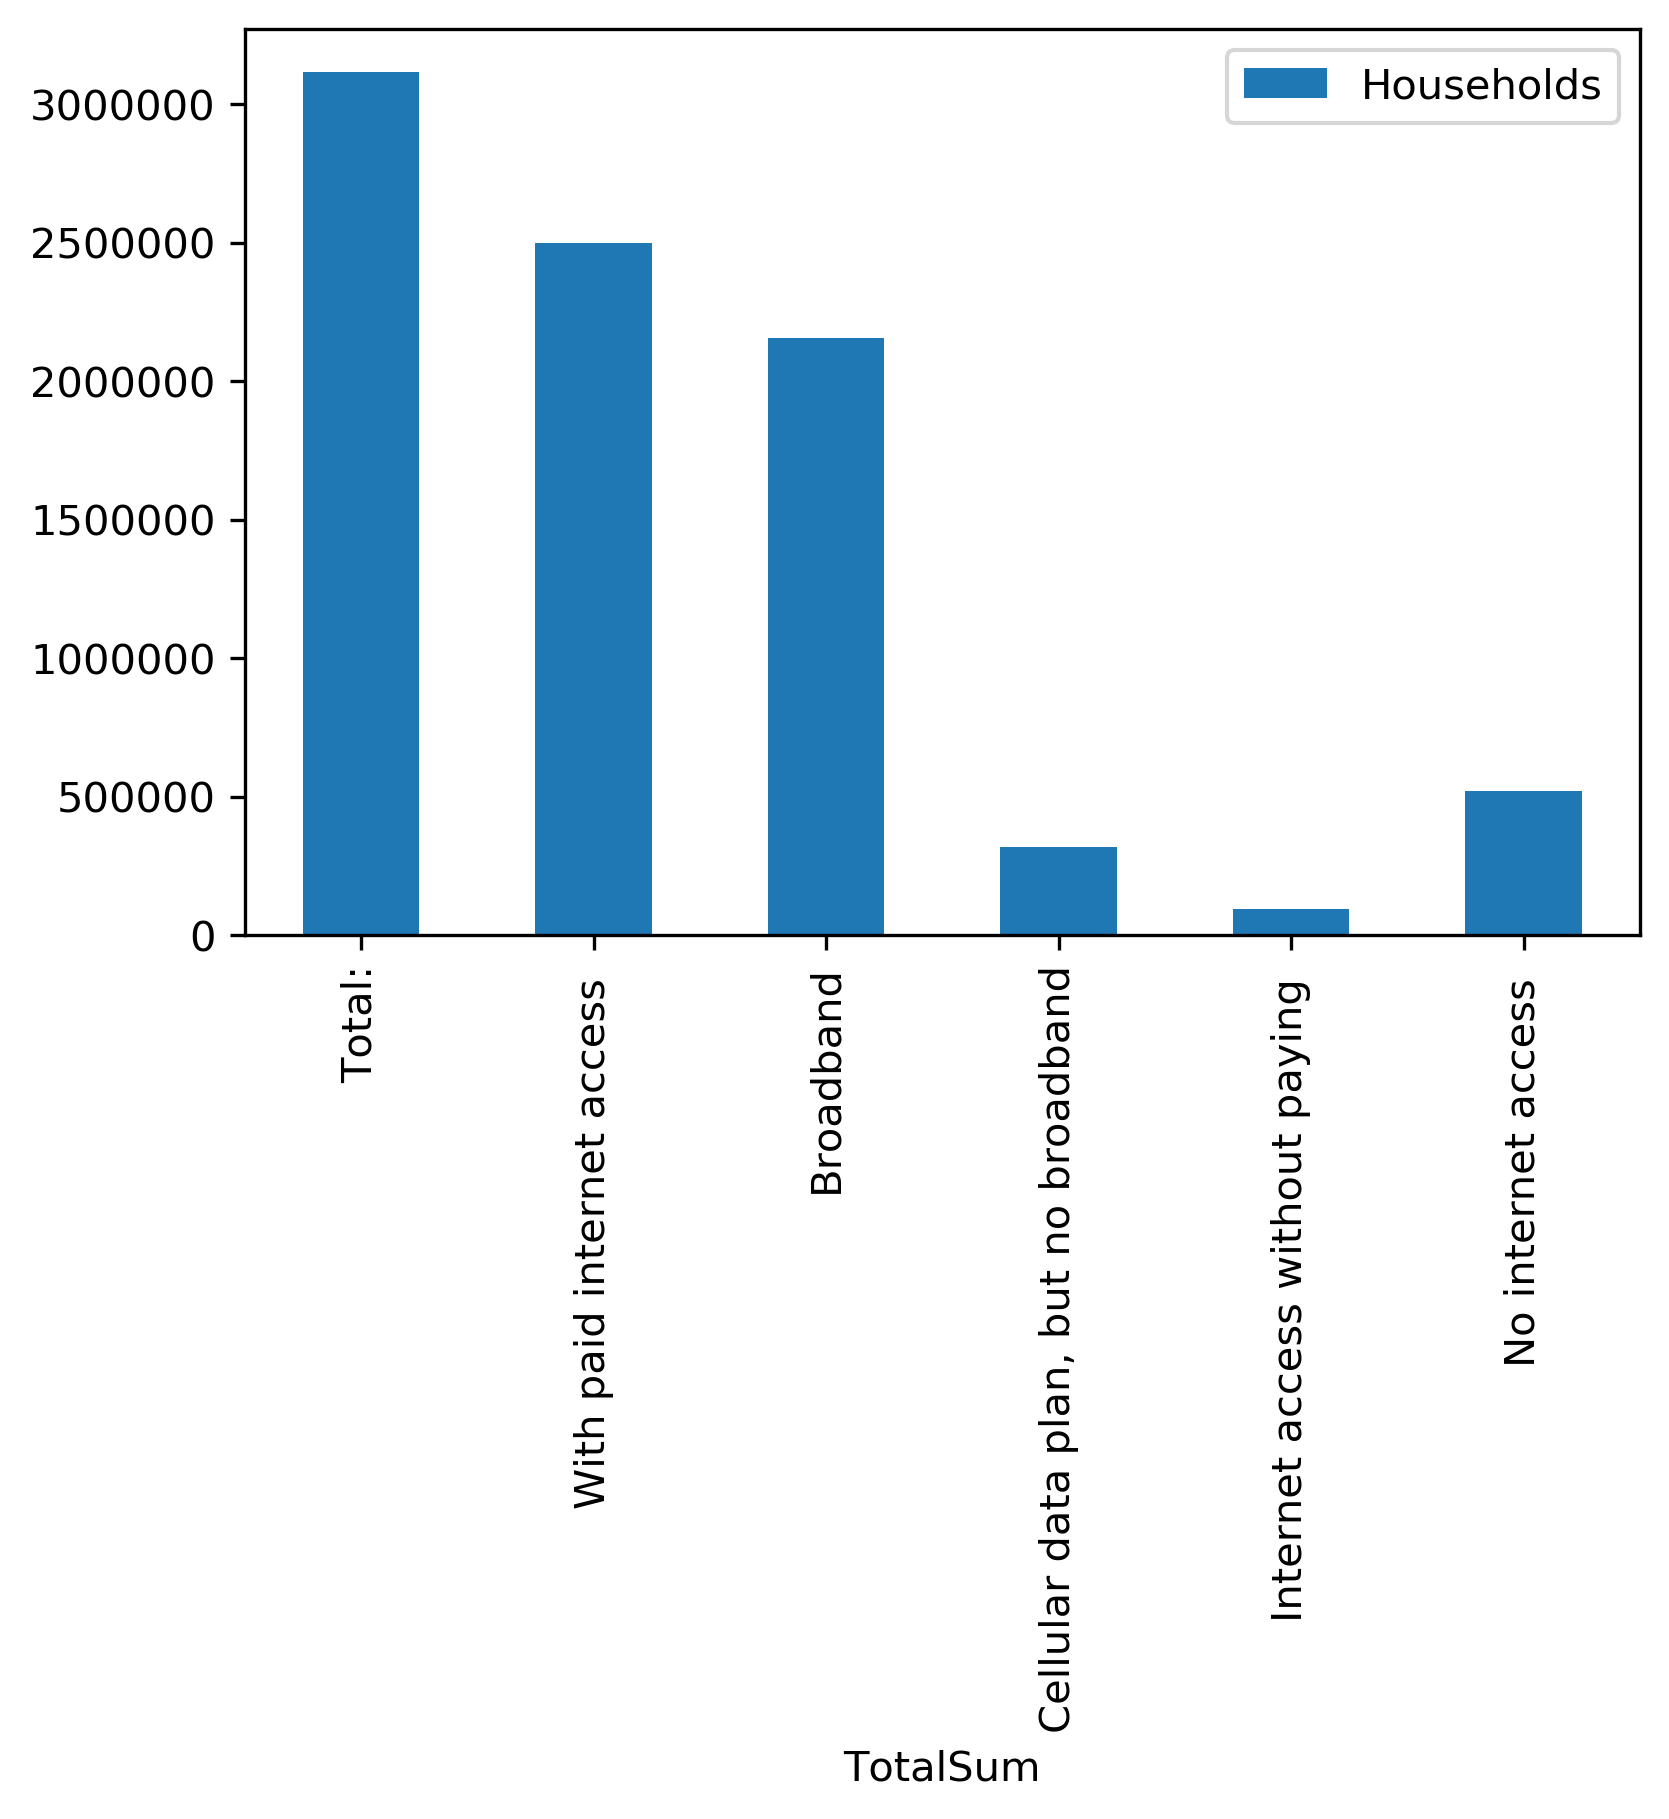 Households
3000000
2500000
2000000
1500000
1000000
500000
0
Total:
With paid internet access
Broadband
Cellular data plan, but no broadband
Internet access without paying
No internet access
TotalSum